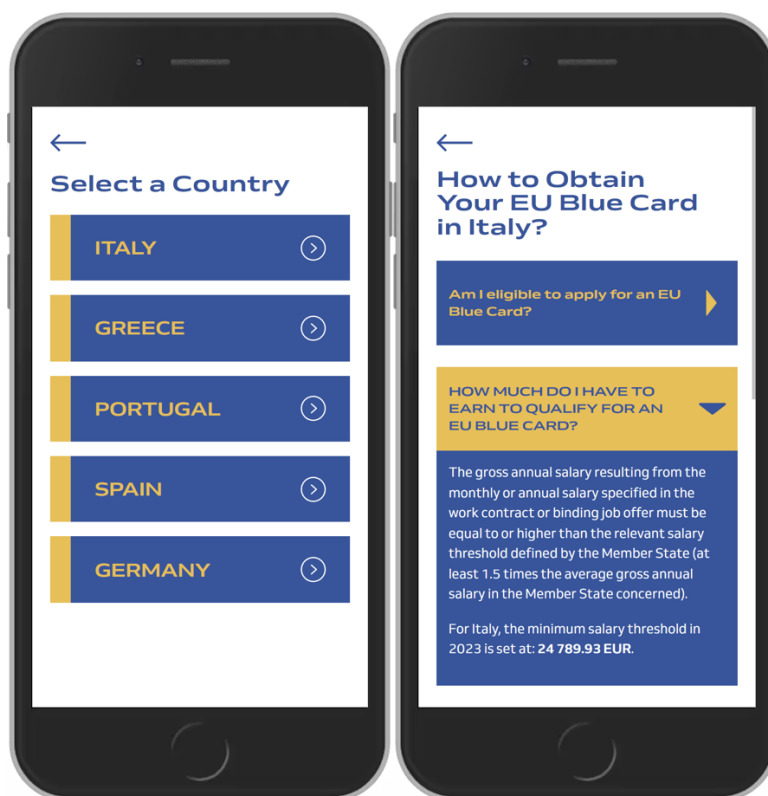 Select a Country
ITALY
GREECE
PORTUGAL
SPAIN
GERMANY
How to Obtain
Your EU Blue Card
in Italy?
Am I eligible to apply for an EU
Blue Card?
HOW MUCH DO I HAVE TO
EARN TO QUALIFY FOR AN
EU BLUE CARD?
The gross annual salary resulting from the
monthly or annual salary specified in the
work contract or binding job offer must be
equal to or higher than the relevant salary
threshold defined by the Member State (at
least 1.5 times the average gross annual
salary in the Member State concerned).
For Italy, the minimum salary threshold in
2023 is set at: 24 789.93 EUR.